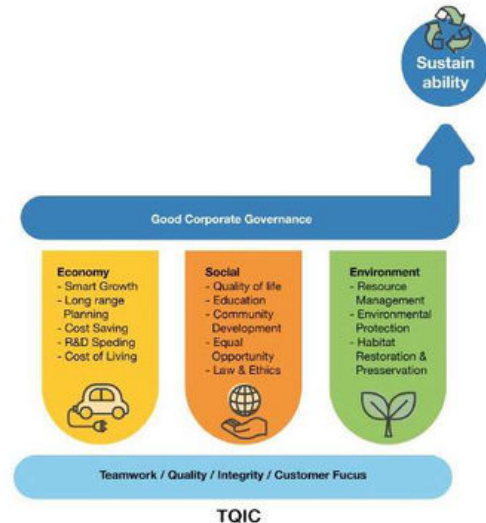 Sustain
ability
Good Corporate Governance
Economy
- Smart Growth
- Long range
Planning
- Cost Saving
- R&D Speding
- Cost of Living
Social
- Quality of life
- Education
- Community
Development
- Equal
Opportunity
- Law & Ethics
Environment
- Resource
Management
- Environmental
Protection
- Habitat
Restoration &
Presservation
Teamwork / Quality / Integrity / Customer Fucus
TQIC